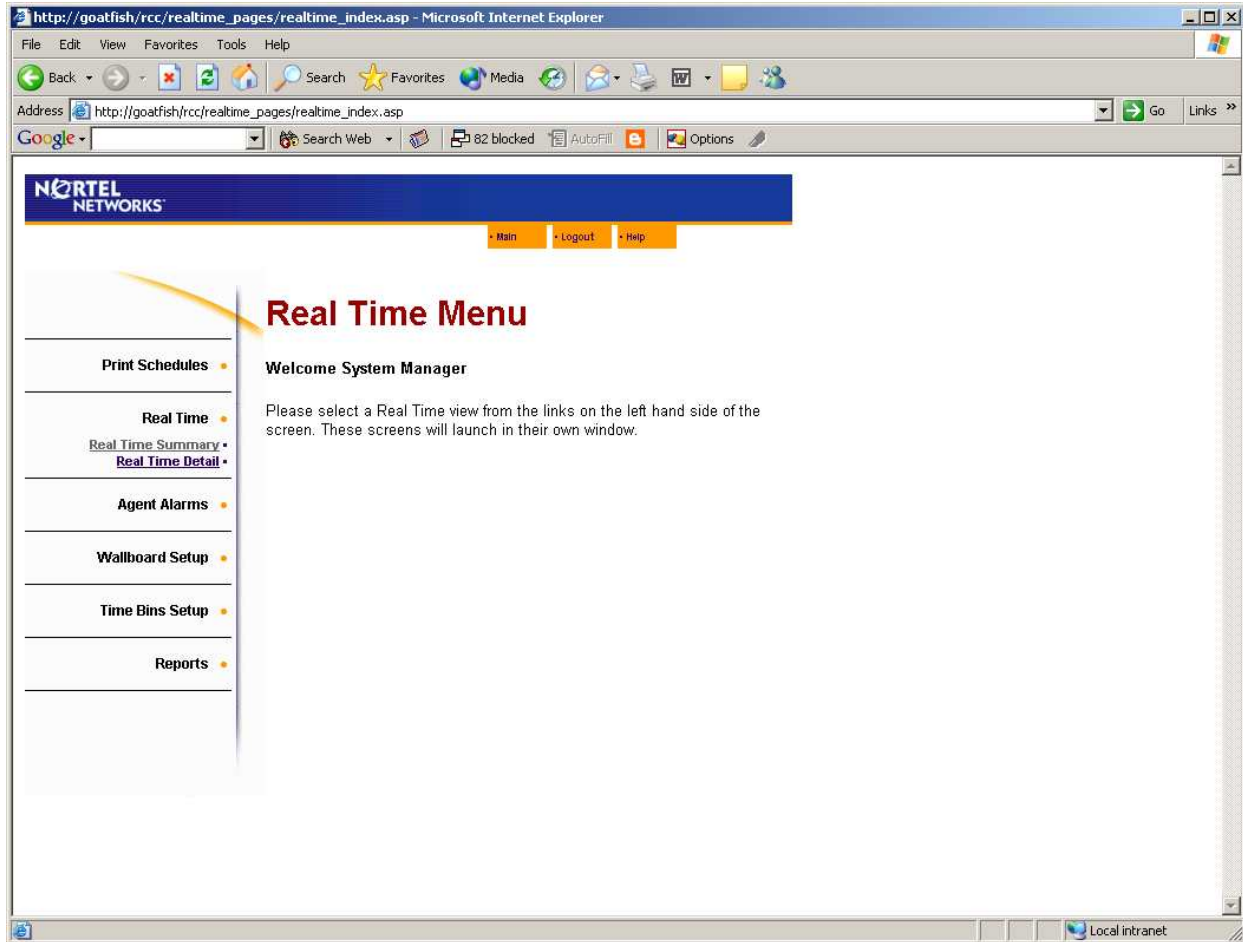 http://goatfish/rcc/realtime_pages/realtime_index.asp - Microsoft Internet Explorer
File Edit View Favorites Tools Help
Back Search Favorites Media
Address http://goatfish/rcc/realtime_pages/realtime_index.asp Go Links »
Google Search Web 82 blocked AutoFill Options
NORTEL
NETWORKS
• Main • Logout • Help
Real Time Menu
Print Schedules •
Welcome System Manager
Real Time •
Real Time Summary •
Real Time Detail •
Please select a Real Time view from the links on the left hand side of the
screen. These screens will launch in their own window.
Agent Alarms •
Wallboard Setup •
Time Bins Setup •
Reports •
Local intranet